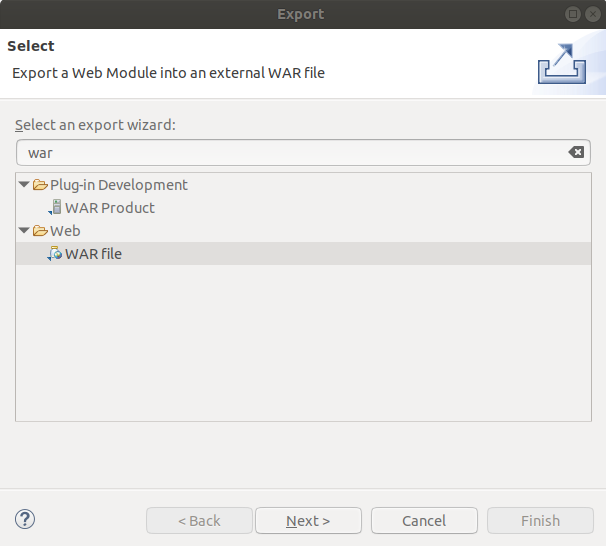 Export
Select
Export a Web Module into an external WAR file
Select an export wizard:
war
Plug-in Development
WAR Product
Web
WAR file
?
< Back
Next >
Cancel
Finish